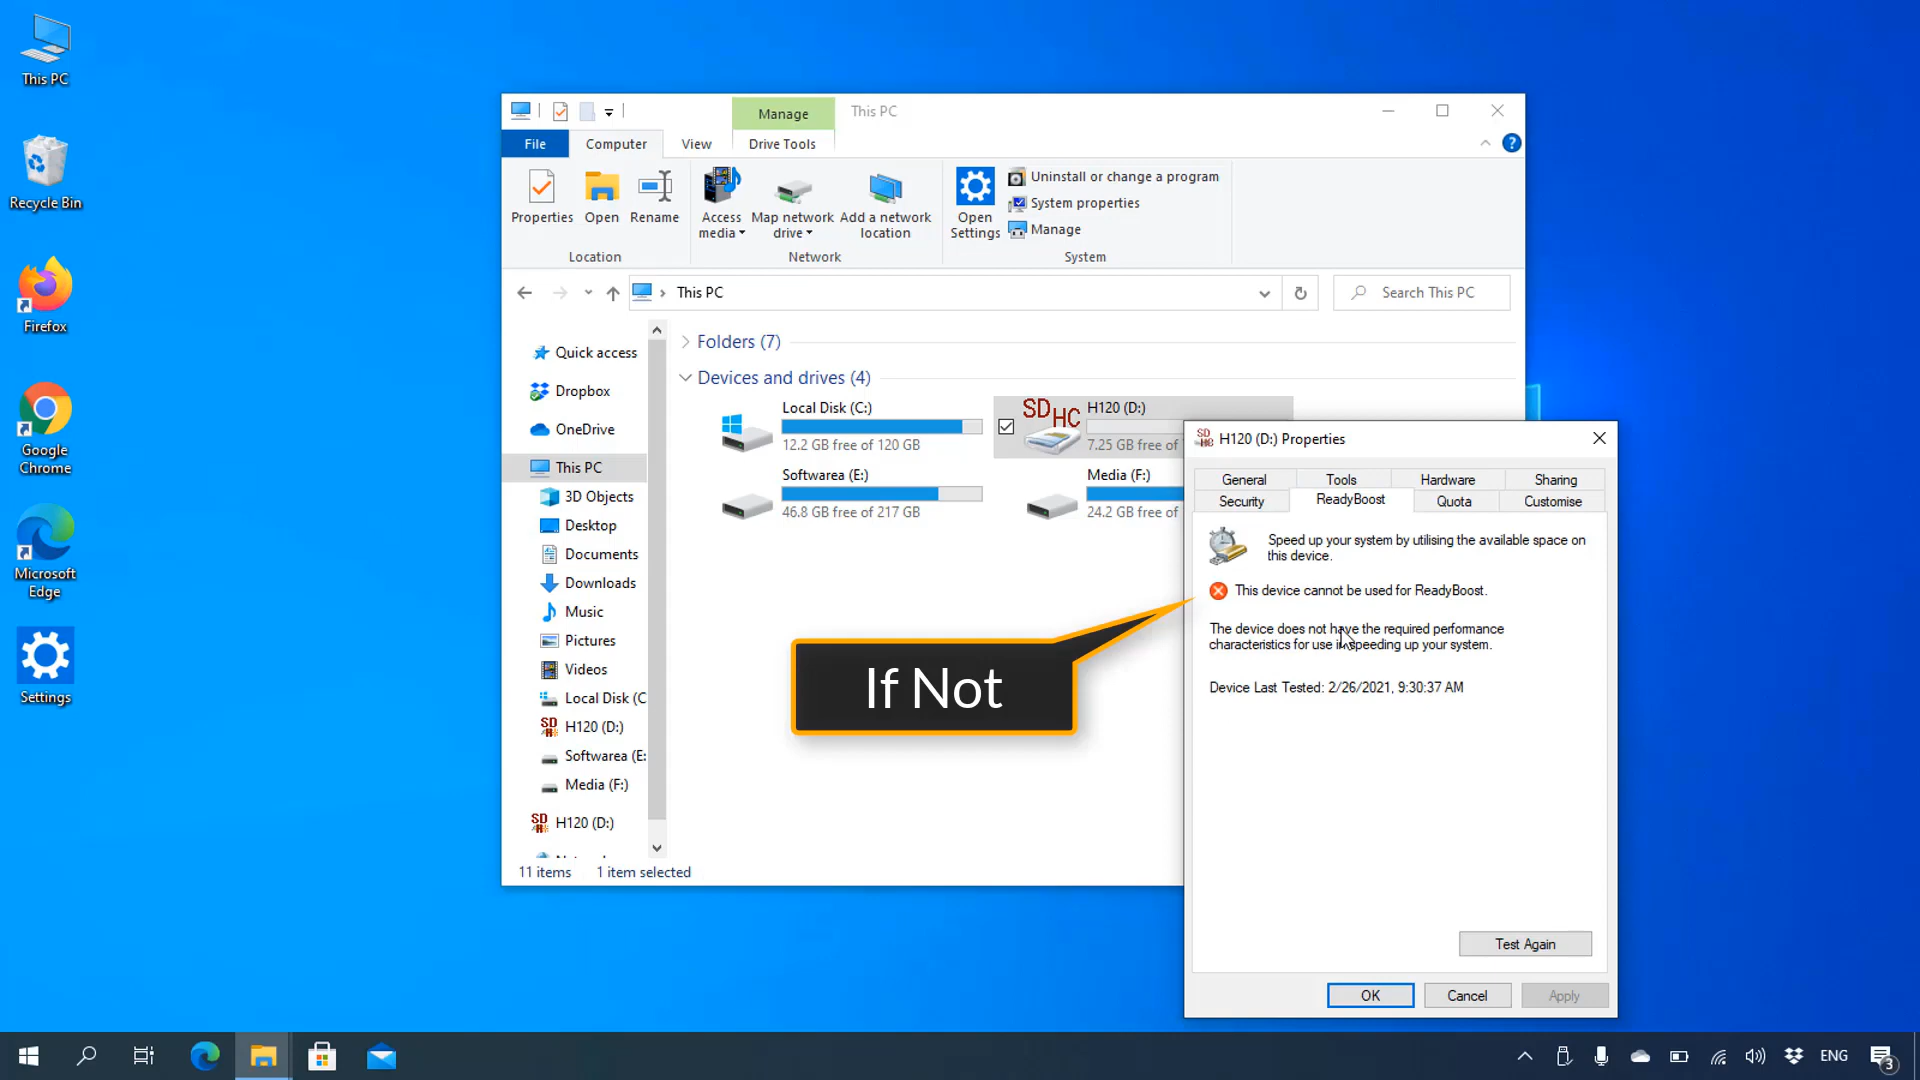 This PC
Recycle Bin
Firefox
Google
Chrome
Microsoft
Edge
Settings
Manage
This PC
File
Computer
View
Drive Tools
?
Properties
Open
Rename
Access
media
Map network
drive
Add a network
location
Open
Settings
Uninstall or change a program
System properties
Manage
Location
Network
System
This PC
Search This PC
Quick access
Dropbox
OneDrive
This PC
3D Objects
Desktop
Documents
Downloads
Music
Pictures
Videos
Local Disk (C
H120 (D:)
Softwarea (E:
Media (F:)
H120 (D:)
Folders (7)
Devices and drives (4)
Local Disk (C:)
12.2 GB free of 120 GB
SD HC
H120 (D:)
7.25 GB free of
Softwarea (E:)
46.8 GB free of 217 GB
Media (F:)
24.2 GB free of
11 items
1 item selected
If Not
H120 (D:) Properties
General
Tools
Hardware
Sharing
Security
ReadyBoost
Quota
Customise
Speed up your system by utilising the available space on
this device.
This device cannot be used for ReadyBoost.
The device does not have the required performance
characteristics for use in speeding up your system.
Device Last Tested: 2/26/2021, 9:30:37 AM
Test Again
OK
Cancel
Apply
ENG
3